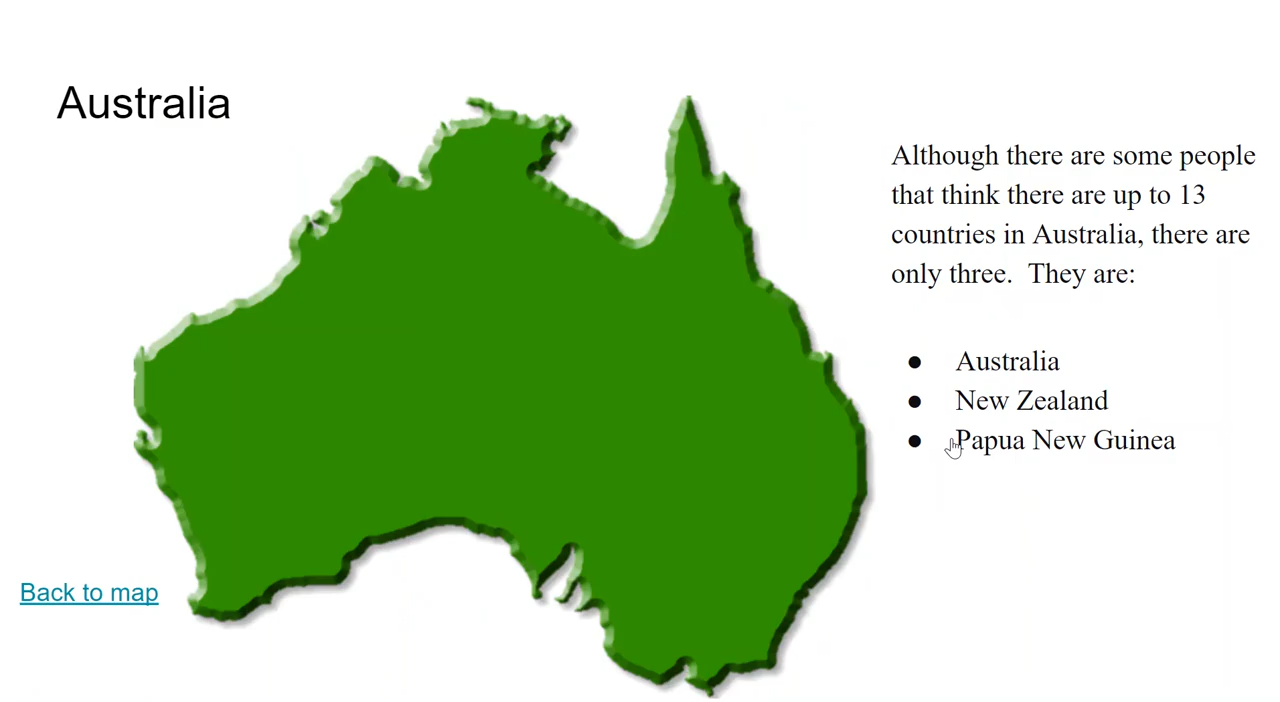 Australia
Although there are some people
that think there are up to 13
countries in Australia, there are
only three.  They are:
● Australia
● New Zealand
● Papua New Guinea
Back to map